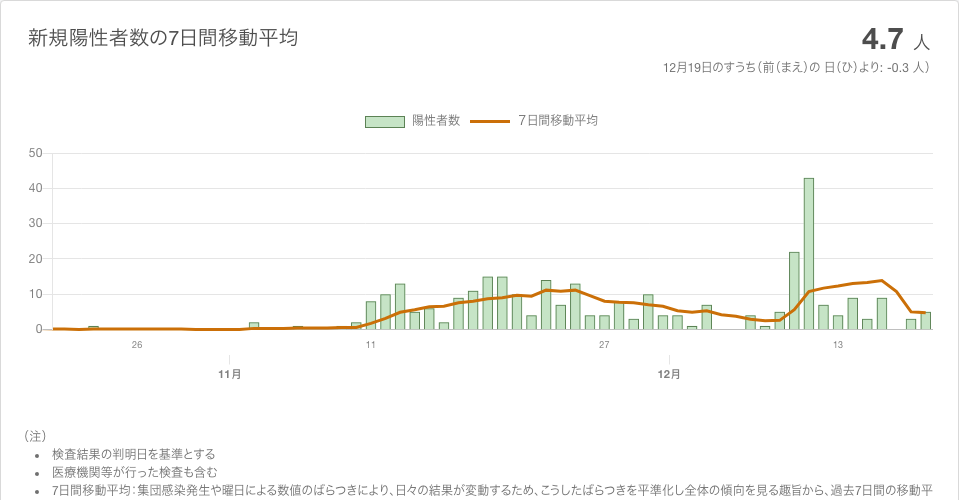 新規陽性者数の7日間移動平均
4.7 人
12月19日のすうち（前（まえ）の 日（ひ）より: -0.3 人）
陽性者数 7日間移動平均
50
40
30
20
10
0
26 11 27 13
11月 12月
（注）
• 検査結果の判明日を基準とする
• 医療機関等が行った検査も含む
• 7日間移動平均：集団感染発生や曜日による数値のばらつきにより、日々の結果が変動するため、こうしたばらつきを平準化し全体の傾向を見る趣旨から、過去7日間の移動平